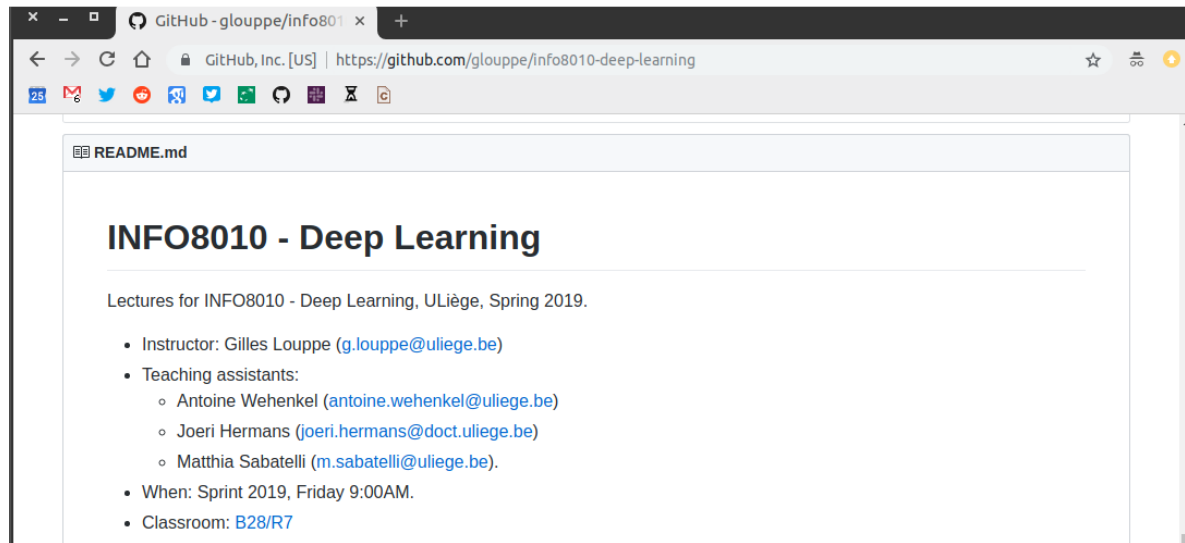 GitHub - glouppe/info801
GitHub, Inc. [US] | https://github.com/glouppe/info8010-deep-learning
25 6 C
README.md
INFO8010 - Deep Learning
Lectures for INFO8010 - Deep Learning, ULiège, Spring 2019.
Instructor: Gilles Louppe (g.louppe@uliege.be)
Teaching assistants:
Antoine Wehenkel (antoine.wehenkel@uliege.be)
Joeri Hermans (joeri.hermans@doct.uliege.be)
Matthia Sabatelli (m.sabatelli@uliege.be).
When: Sprint 2019, Friday 9:00AM.
Classroom: B28/R7